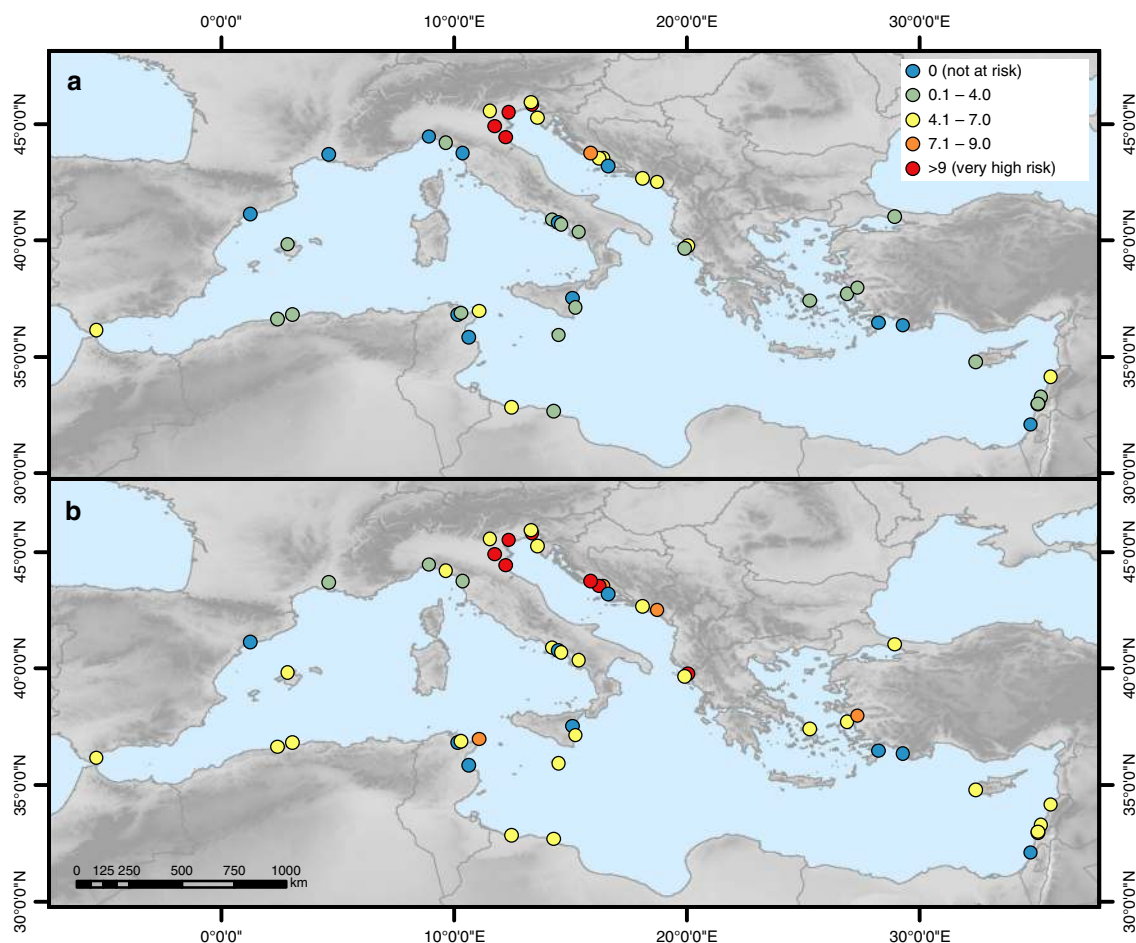 0°0'0"
10°0'0"E
20°0'0"E
30°0'0"E
a
0 (not at risk)
0.1 – 4.0
4.1 – 7.0
7.1 – 9.0
>9 (very high risk)
45°0'0"N
45°0'0"N
40°0'0"N
40°0'0"N
35°0'0"N
35°0'0"N
30°0'0"N
30°0'0"N
b
45°0'0"N
45°0'0"N
40°0'0"N
40°0'0"N
35°0'0"N
35°0'0"N
0 125 250 500 750 1000
km
30°0'0"N
30°0'0"N
0°0'0"
10°0'0"E
20°0'0"E
30°0'0"E